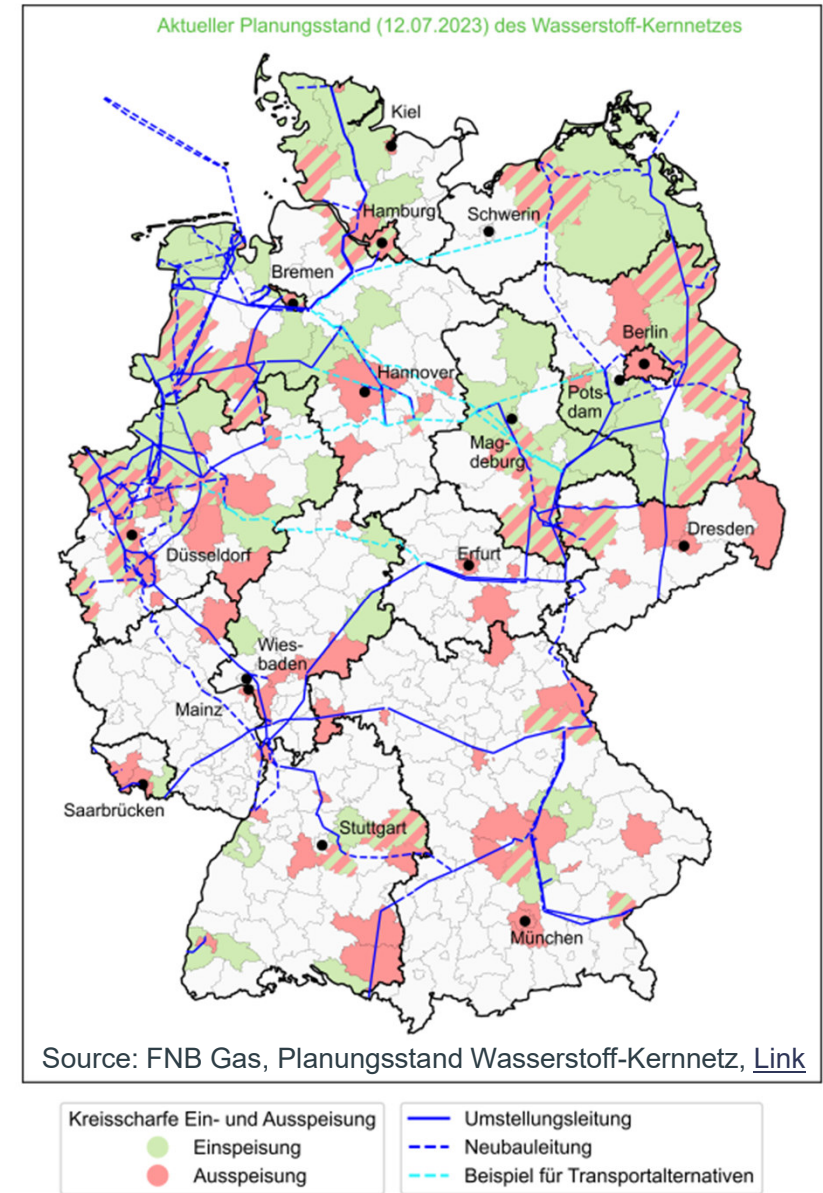 Aktueller Planungsstand (12.07.2023) des Wasserstoff-Kernnetzes
Kiel
Hamburg
Schwerin
Bremen
Berlin
Hannover
Pots-
dam
Mag-
deburg
Düsseldorf
Erfurt
Dresden
Wies-
baden
Mainz
Saarbrücken
Stuttgart
München
Source: FNB Gas, Planungsstand Wasserstoff-Kernnetz, Link
Kreisscharfe Ein- und Ausspeisung
Einspeisung
Ausspeisung
Umstellungsleitung
Neubauleitung
Beispiel für Transportalternativen